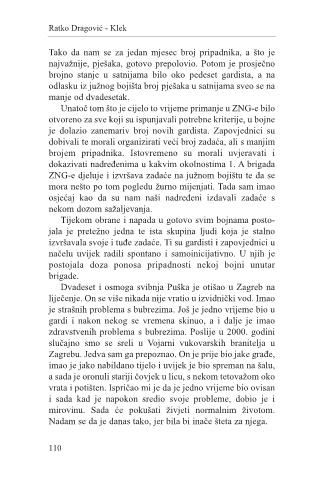 Ratko Dragović - Klek
Tako da nam se za jedan mjesec broj pripadnika, a što je
najvažnije, pješaka, gotovo prepolovio. Potom je prosječno
brojno stanje u satnijama bilo oko pedeset gardista, a na
odlasku iz južnog bojišta broj pješaka u satnijama sveo se na
manje od dvadesetak.
Unatoč tom što je cijelo to vrijeme primanje u ZNG-e bilo
otvoreno za sve koji su ispunjavali potrebne kriterije, u bojne
je dolazio zanemariv broj novih gardista. Zapovjednici su
dobivali te morali organizirati veći broj zadaća, ali s manjim
brojem pripadnika. Istovremeno su morali uvjeravati i
dokazivati nadređenima u kakvim okolnostima 1. A brigada
ZNG-e djeluje i izvršava zadaće na južnom bojištu te da se
mora nešto po tom pogledu žurno mijenjati. Tada sam imao
osjećaj kao da su nam naši nadređeni izdavali zadaće s
nekom dozom sažaljevanja.
Tijekom obrane i napada u gotovo svim bojnama posto-
jala je pretežno jedna te ista skupina ljudi koja je stalno
izvršavala svoje i tuđe zadaće. Ti su gardisti i zapovjednici u
načelu uvijek radili spontano i samoinicijativno. U njih je
postojala doza ponosa pripadnosti nekoj bojni unutar
brigade.
Dvadeset i osmoga svibnja Puška je otišao u Zagreb na
liječenje. On se više nikada nije vratio u izvidnički vod. Imao
je strašnih problema s bubrezima. Još je jedno vrijeme bio u
gardi i nakon nekog se vremena skinuo, a i dalje je imao
zdravstvenih problema s bubrezima. Poslije u 2000. godini
slučajno smo se sreli u Vojarni vukovarskih branitelja u
Zagrebu. Jedva sam ga prepoznao. On je prije bio jake građe,
imao je jako nabildano tijelo i uvijek je bio spreman na šalu,
a sada je oronuli stariji čovjek u licu, s nekom tetovažom oko
vrata i potišten. Ispričao mi je da je jedno vrijeme bio ovisan
i sada kad je napokon sredio svoje probleme, dobio je i
mirovinu. Sada će pokušati živjeti normalnim životom.
Nadam se da je danas tako, jer bila bi inače šteta za njega.
110